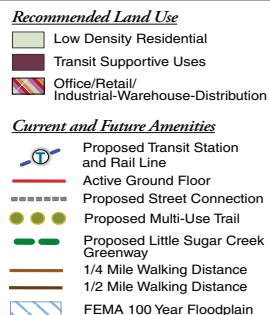 Recommended Land Use
Low Density Residential
Transit Supportive Uses
Office/Retail/
Industrial-Warehouse-Distribution
Current and Future Amenities
T
Proposed Transit Station
and Rail Line
Active Ground Floor
Proposed Street Connection
Proposed Multi-Use Trail
Proposed Little Sugar Creek
Greenway
1/4 Mile Walking Distance
1/2 Mile Walking Distance
FEMA 100 Year Floodplain